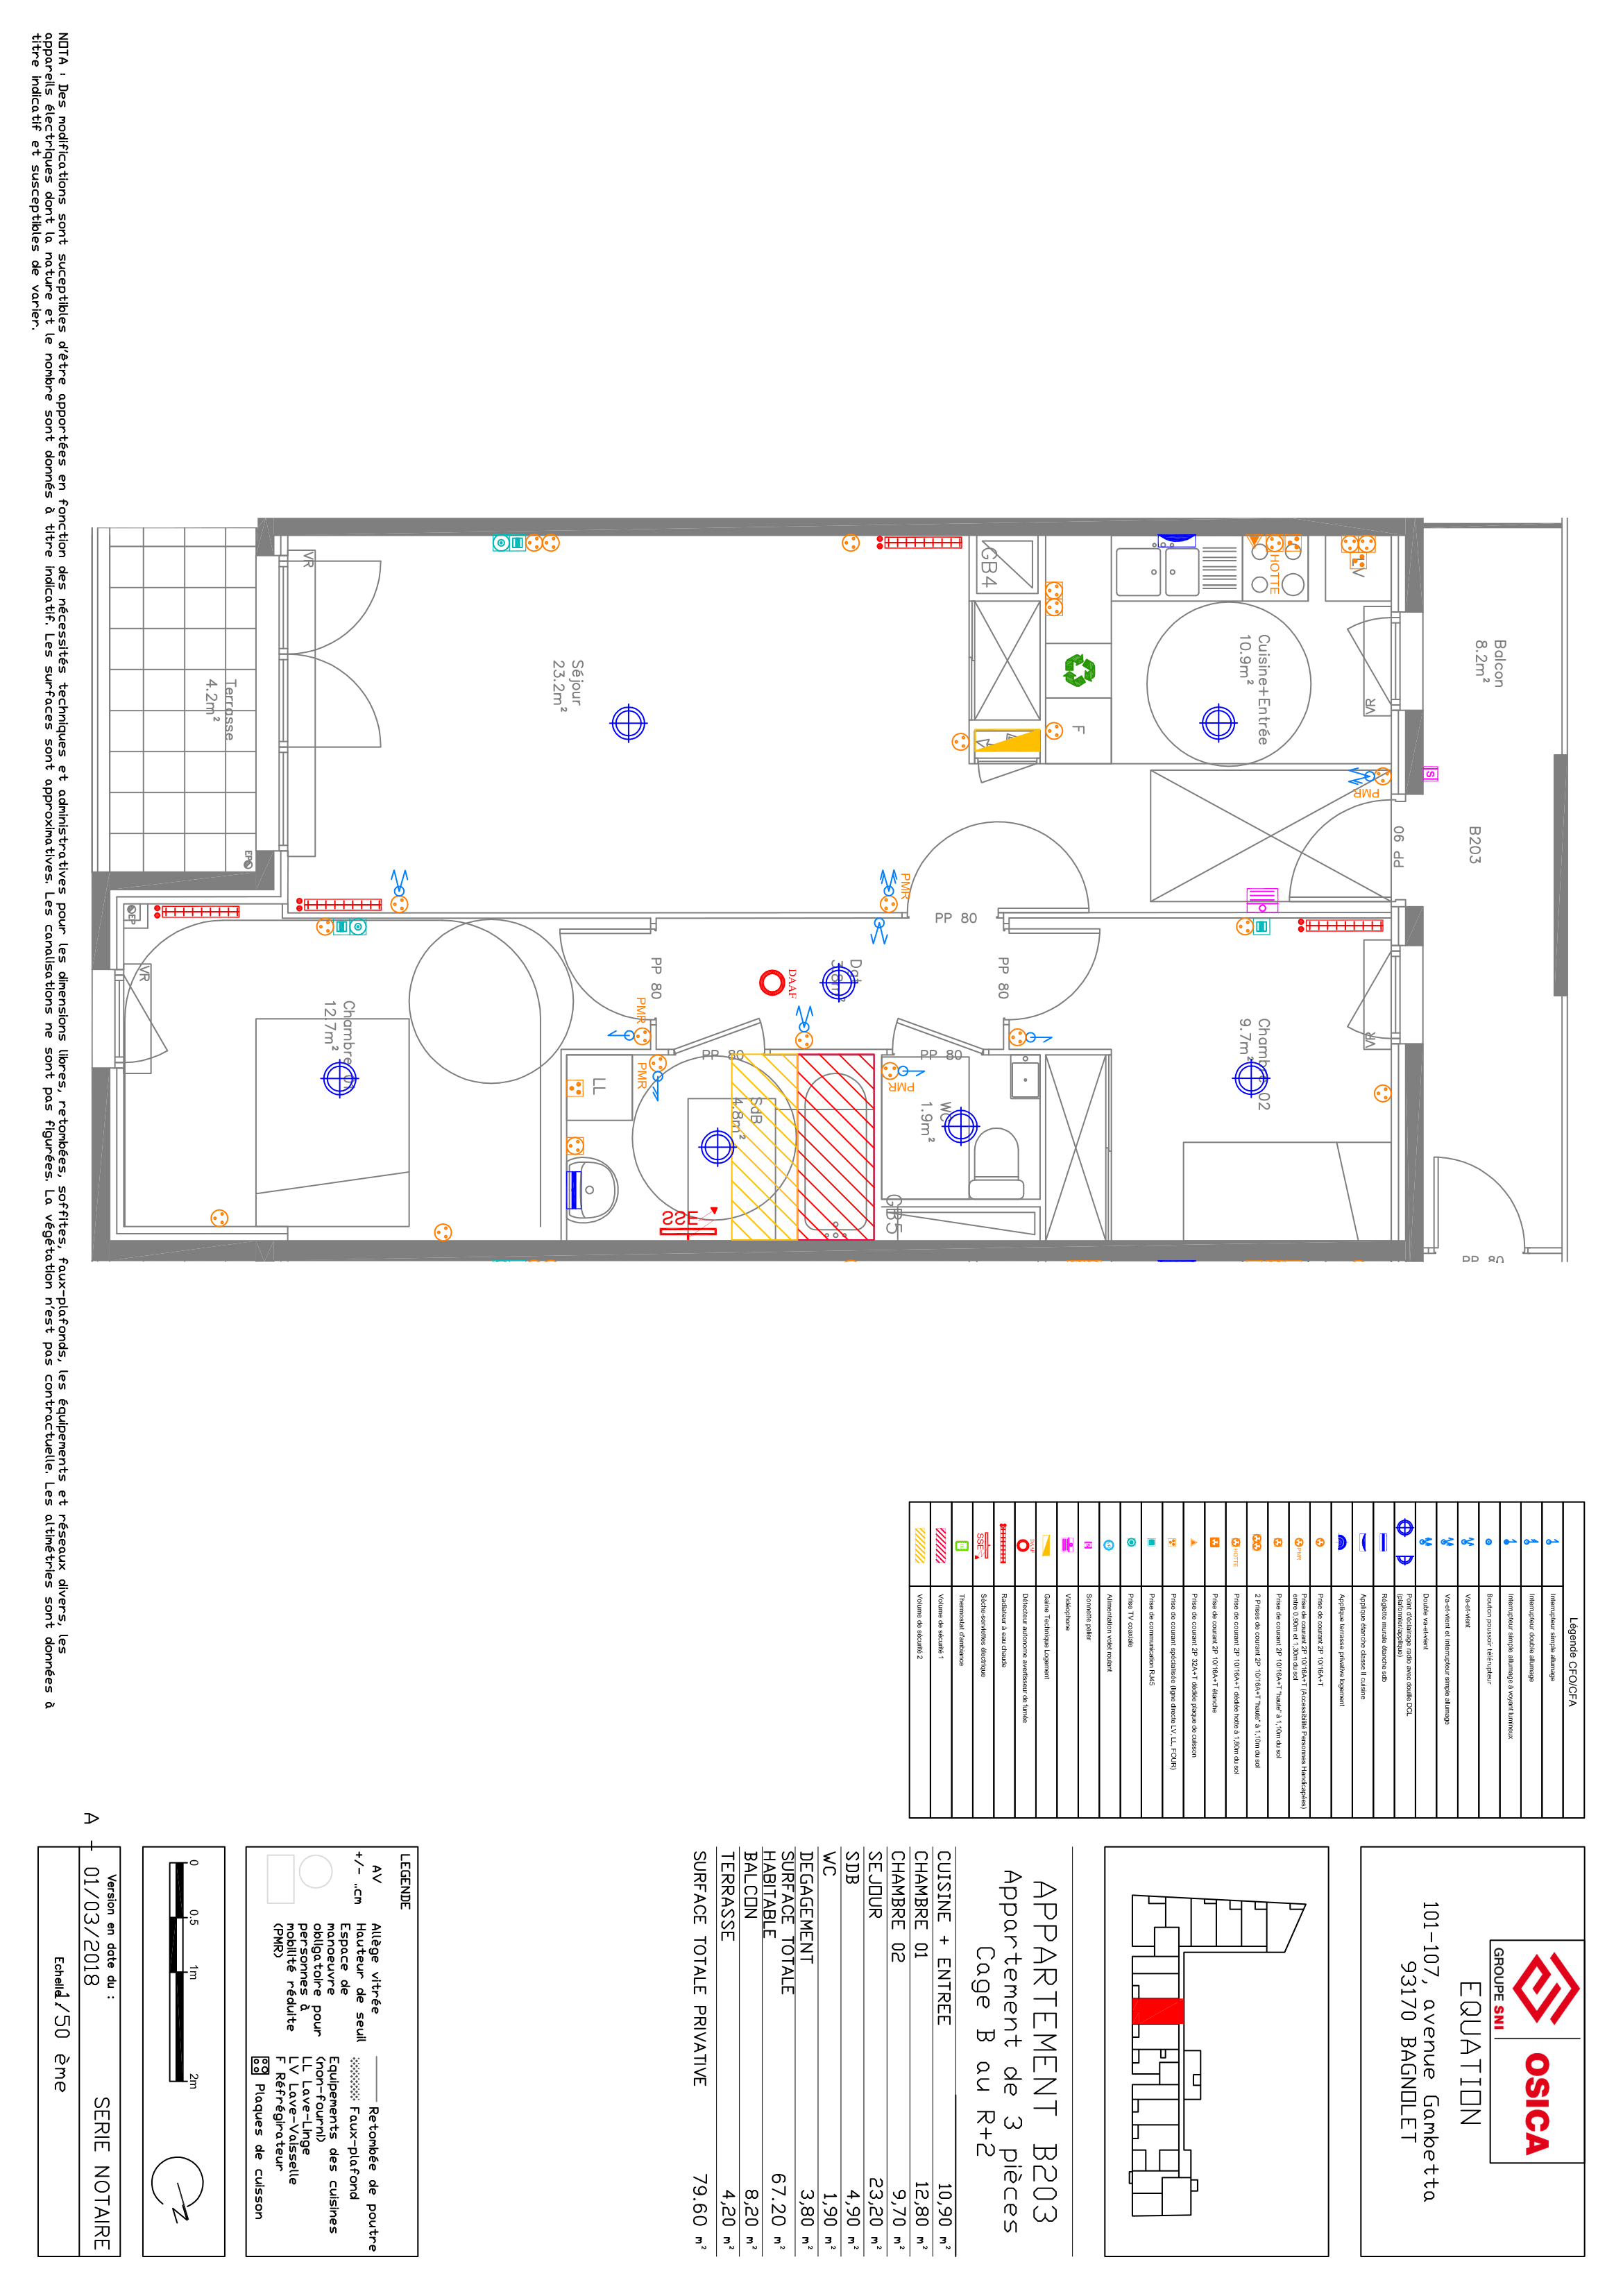 GROUPE SNI
OSICA
EQUATION
101-107, avenue Gambetta
93170 BAGNOLET
APPARTEMENT B203
Appartement de 3 pièces
Cage B au R+2
CUISINE + ENTREE 10,90 m²
CHAMBRE 01 12,80 m²
CHAMBRE 02 9,70 m²
SEJOUR 23,20 m²
SDB 4,90 m²
WC 1,90 m²
DEGAGEMENT 3,80 m²
SURFACE TOTALE
HABITABLE 67.20 m²
BALCON 8,20 m²
TERRASSE 4,20 m²
SURFACE TOTALE PRIVATIVE 79.60 m²
LEGENDE
AV Allège vitrée
+/- ..cm Hauteur de seuil
Espace de
manoeuvre
obligatoire pour
personnes à
mobilité réduite
(PMR)
Retombée de poutre
Faux-plafond
Equipements des cuisines
(non-fourni)
LL Lave-Linge
LV Lave-Vaisselle
F Réfrégirateur
Plaques de cuisson
0 0.5 1m 2m
Version en date du :
A - 01/03/2018 SERIE NOTAIRE
Echelle 1/50 ème
Légende CFO/CFA
Interrupteur simple allumage
Interrupteur double allumage
Interrupteur simple allumage à voyant lumineux
Bouton poussoir télérupteur
Va-et-vient
Va-et-vient et interrupteur simple allumage
Double va-et-vient
Point d'éclairage radio avec douille DCL
(plafonnier/applique)
Réglette murale étanche sdb
Applique étanche classe II cuisine
Applique terrasse privative logement
Prise de courant 2P 10/16A+T
PMR
Prise de courant 2P 10/16A+T (Accessibilité Personnes Handicapées)
entre 0,90m et 1,30m du sol
Prise de courant 2P 10/16A+T "haute" à 1,10m du sol
2 Prises de courant 2P 10/16A+T "haute" à 1,10m du sol
HOTTE
Prise de courant 2P 10/16A+T dédiée hotte à 1,80m du sol
Prise de courant 2P 10/16A+T étanche
Prise de courant 2P 32A+T dédiée plaque de cuisson
Prise de courant spécialisée (ligne directe LV, LL, FOUR)
Prise de communication RJ45
Prise TV coaxiale
Alimentation volet roulant
Sonnette palier
Vidéophone
Gaine Technique Logement
DAAF
Détecteur autonome avertisseur de fumée
Radiateur à eau chaude
SSE
Sèche-serviettes électrique
Thermostat d'ambiance
Volume de sécurité 1
Volume de sécurité 2
Balcon
8.2m²
B203
S
PP 90
PMR
VR
VR
LV
HOTTE
Cuisine+Entrée
10.9m²
F
GB4
Chambre 02
9.7m²
PP 80
PP 80
PMR
PP 80
PMR
WC
1.9m²
GB5
DAAF
PP 80
SdB
4.8m²
SSE
PP 80
PMR
PMR
LL
Séjour
23.2m²
VR
Chambre 01
12.7m²
VR
Terrasse
4.2m²
EP
EP
PP 80
NOTA : Des modifications sont suceptibles d'être apportées en fonction des nécessités techniques et administratives pour les dimensions libres, retombées, soffites, faux-plafonds, les équipements et réseaux divers, les
appareils électriques dont la nature et le nombre sont donnés à titre indicatif. Les surfaces sont approximatives. Les canalisations ne sont pas figurées. La végétation n'est pas contractuelle. Les altimétries sont données à
titre indicatif et susceptibles de varier.